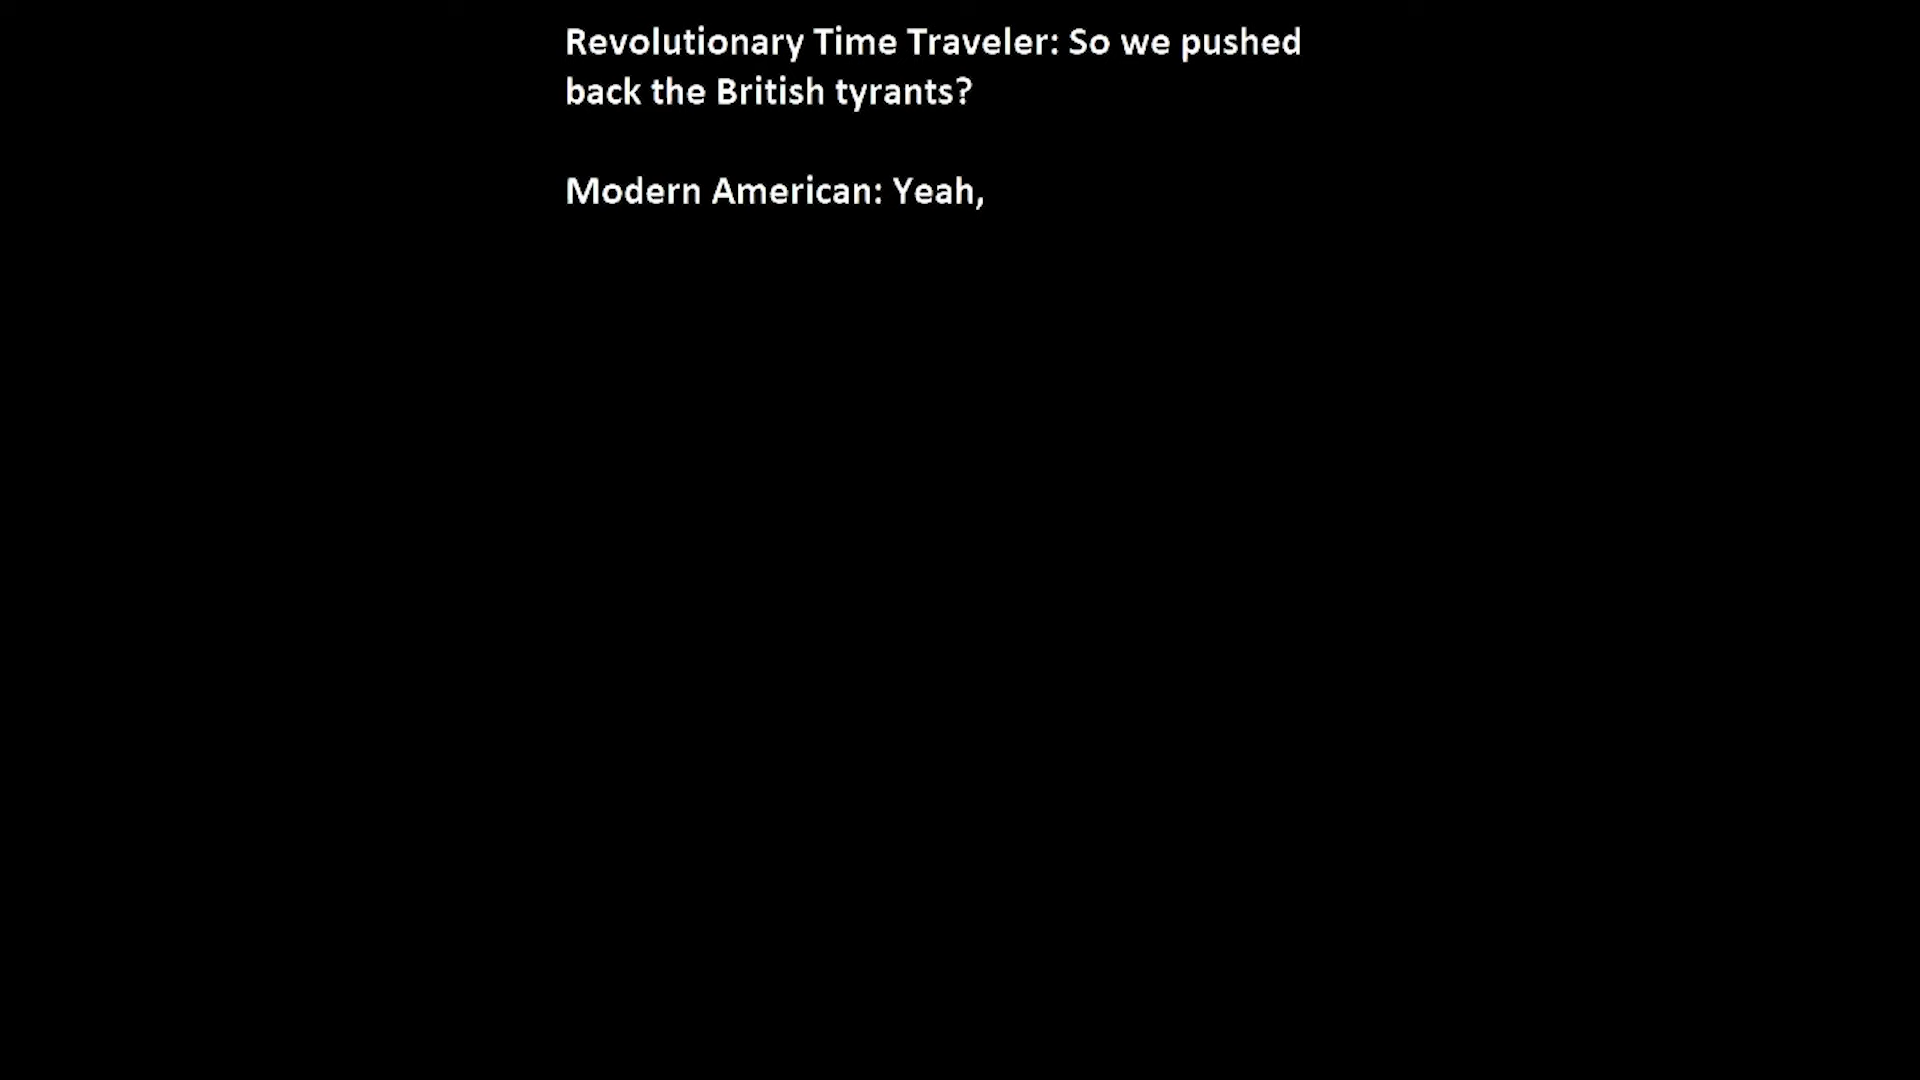 Revolutionary Time Traveler: So we pushed
back the British tyrants?
Modern American: Yeah,